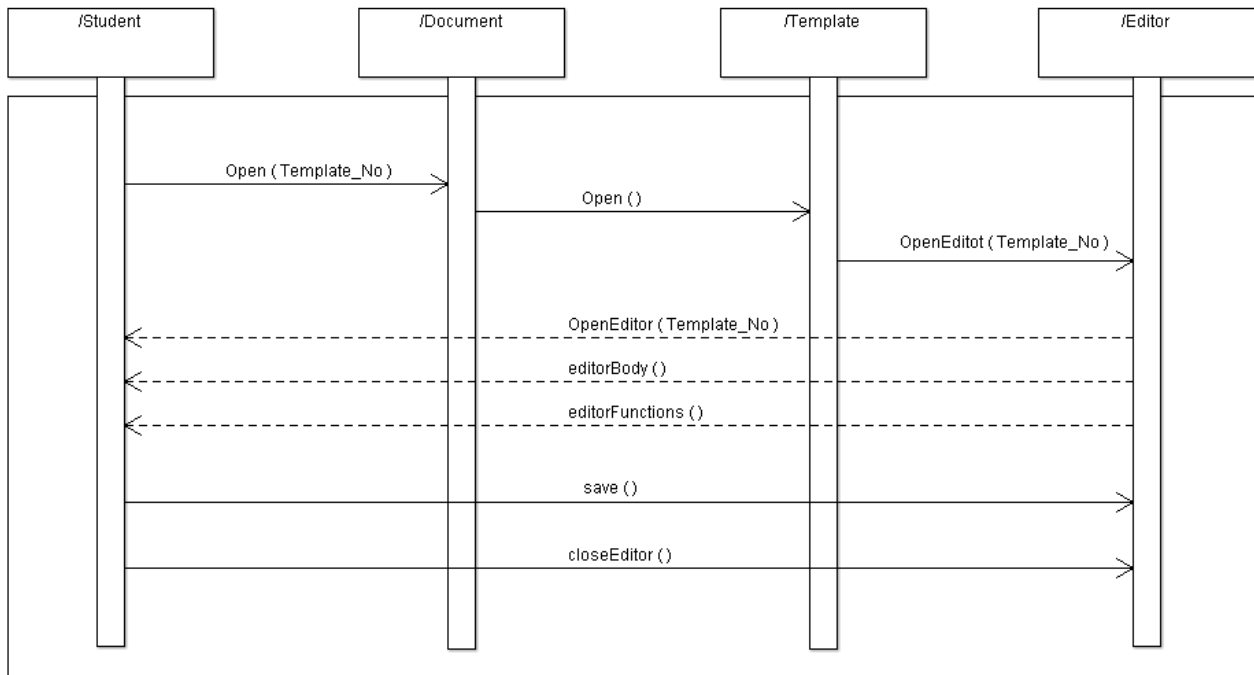 /Student
/Document
/Template
/Editor
Open ( Template_No )
Open ( )
OpenEditot ( Template_No )
OpenEditor ( Template_No )
editorBody ( )
editorFunctions ( )
save ( )
closeEditor ( )